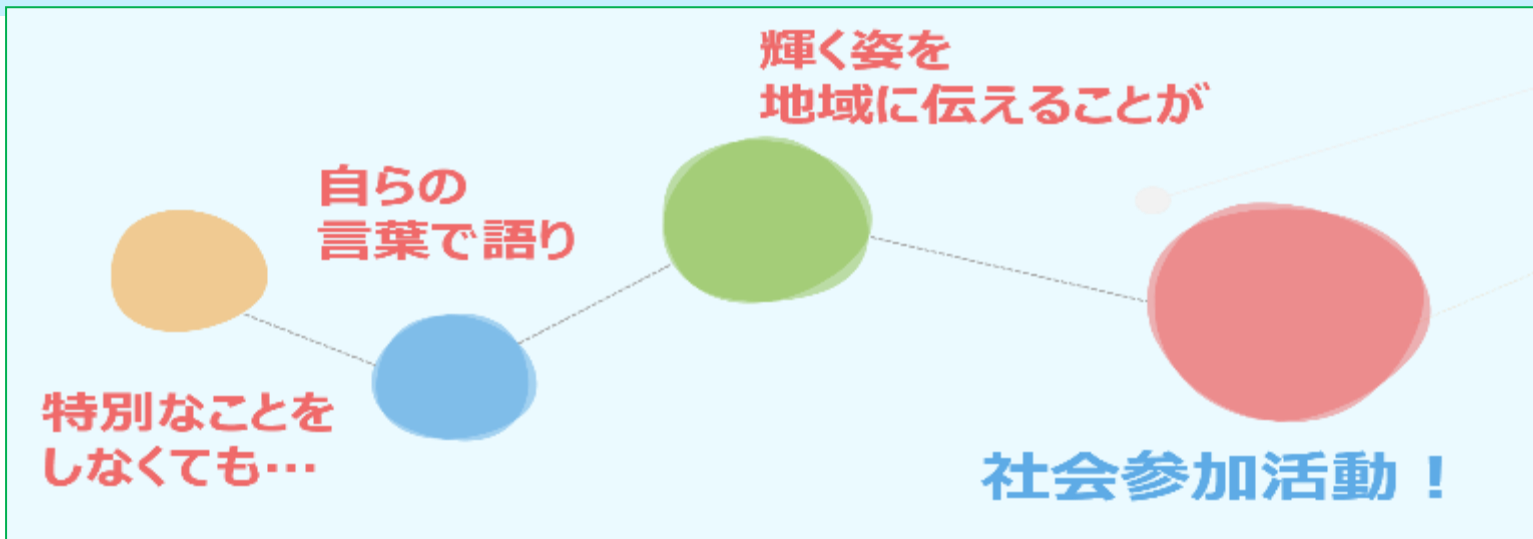 特別なことを
しなくても…
自らの
言葉で語り
輝く姿を
地域に伝えることが
社会参加活動！